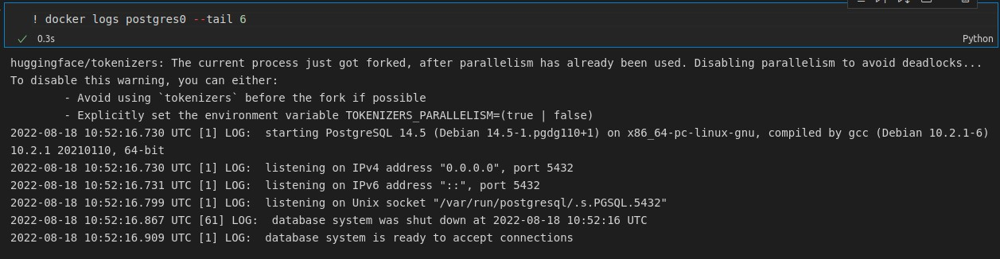 ! docker logs postgres0 --tail 6
0.3s
Python
huggingface/tokenizers: The current process just got forked, after parallelism has already been used. Disabling parallelism to avoid deadlocks...
To disable this warning, you can either:
- Avoid using `tokenizers` before the fork if possible
- Explicitly set the environment variable TOKENIZERS_PARALLELISM=(true | false)
2022-08-18 10:52:16.730 UTC [1] LOG:  starting PostgreSQL 14.5 (Debian 14.5-1.pgdg110+1) on x86_64-pc-linux-gnu, compiled by gcc (Debian 10.2.1-6)
10.2.1 20210110, 64-bit
2022-08-18 10:52:16.730 UTC [1] LOG:  listening on IPv4 address "0.0.0.0", port 5432
2022-08-18 10:52:16.731 UTC [1] LOG:  listening on IPv6 address "::", port 5432
2022-08-18 10:52:16.799 UTC [1] LOG:  listening on Unix socket "/var/run/postgresql/.s.PGSQL.5432"
2022-08-18 10:52:16.867 UTC [61] LOG:  database system was shut down at 2022-08-18 10:52:16 UTC
2022-08-18 10:52:16.909 UTC [1] LOG:  database system is ready to accept connections